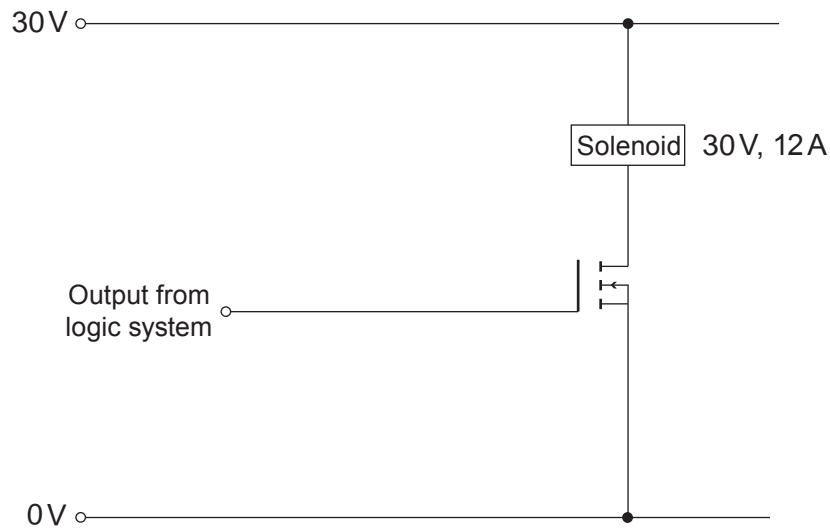 30 V
Solenoid 30 V, 12 A
Output from
logic system
0 V